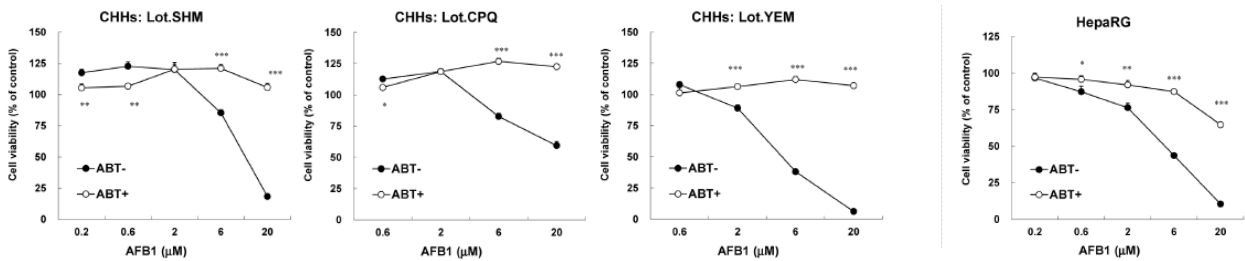 CHHs: Lot.SHM
Cell viability (% of control)
150
125
100
75
50
25
0
***
***
**
**
ABT-
ABT+
0.2 0.6 2 6 20
AFB1 (μM)
CHHs: Lot.CPQ
Cell viability (% of control)
150
125
100
75
50
25
0
***
***
*
ABT-
ABT+
0.6 2 6 20
AFB1 (μM)
CHHs: Lot.YEM
Cell viability (% of control)
150
125
100
75
50
25
0
***
***
***
ABT-
ABT+
0.6 2 6 20
AFB1 (μM)
HepaRG
Cell viability (% of control)
125
100
75
50
25
0
*
**
***
***
ABT-
ABT+
0.2 0.6 2 6 20
AFB1 (μM)